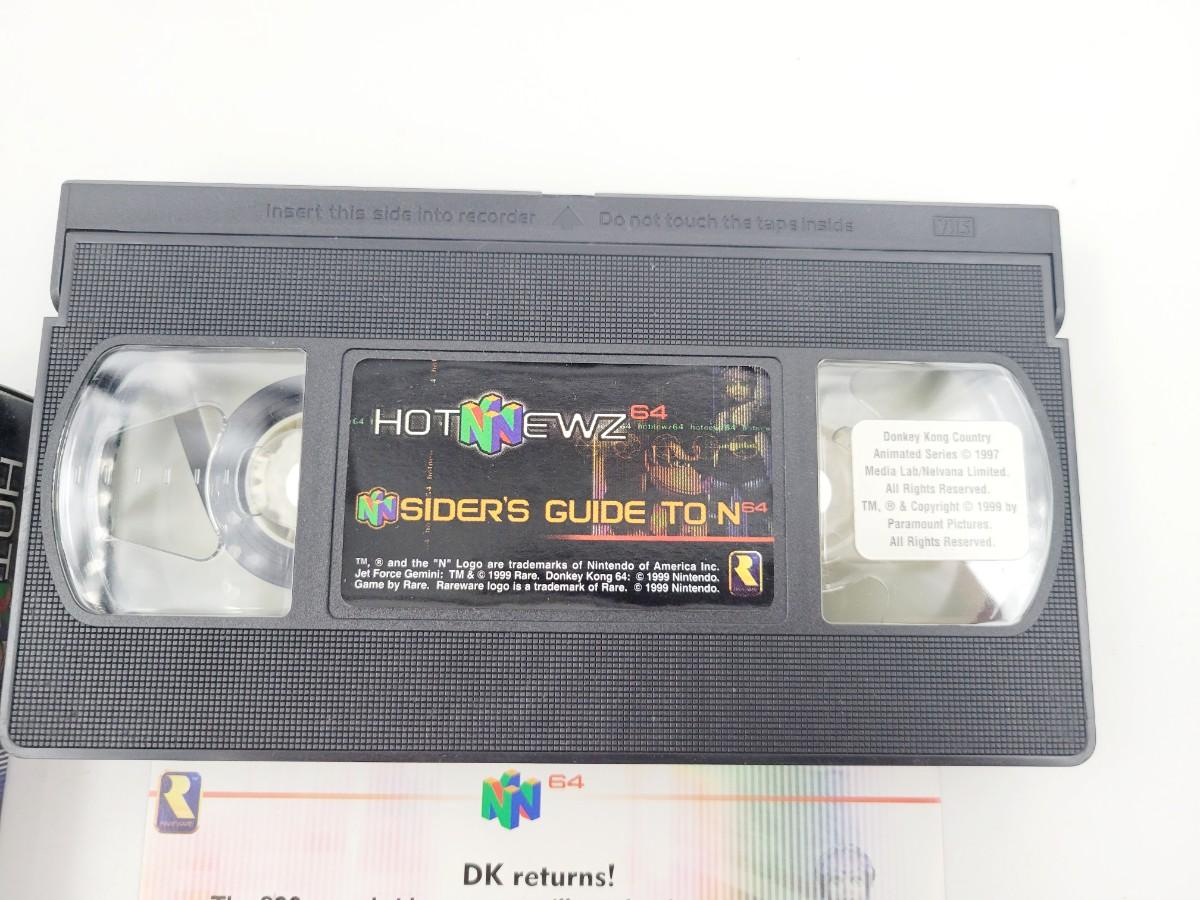 Insert this side into recorder Do not touch the tape inside VHS
HOT NEWZ 64
NSIDER'S GUIDE TO N64
TM, ® and the "N" Logo are trademarks of Nintendo of America Inc.
Jet Force Gemini: TM & © 1999 Rare. Donkey Kong 64: © 1999 Nintendo.
Game by Rare. Rareware logo is a trademark of Rare. © 1999 Nintendo.
Donkey Kong Country
Animated Series © 1997
Media Lab/Nelvana Limited.
All Rights Reserved.
TM, ® & Copyright © 1999 by
Paramount Pictures.
All Rights Reserved.
HOT
R
RAREWARE
64
DK returns!
The